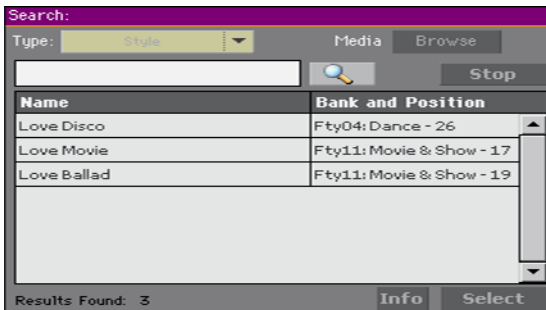 Search:
Type: Style Media Browse
Stop
Name Bank and Position
Love Disco Fty04: Dance - 26
Love Movie Fty11: Movie & Show - 17
Love Ballad Fty11: Movie & Show - 19
Results Found: 3 Info Select